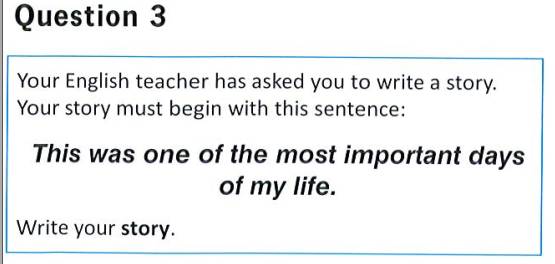 Question 3
Your English teacher has asked you to write a story.
Your story must begin with this sentence:
This was one of the most important days
of my life.
Write your story.